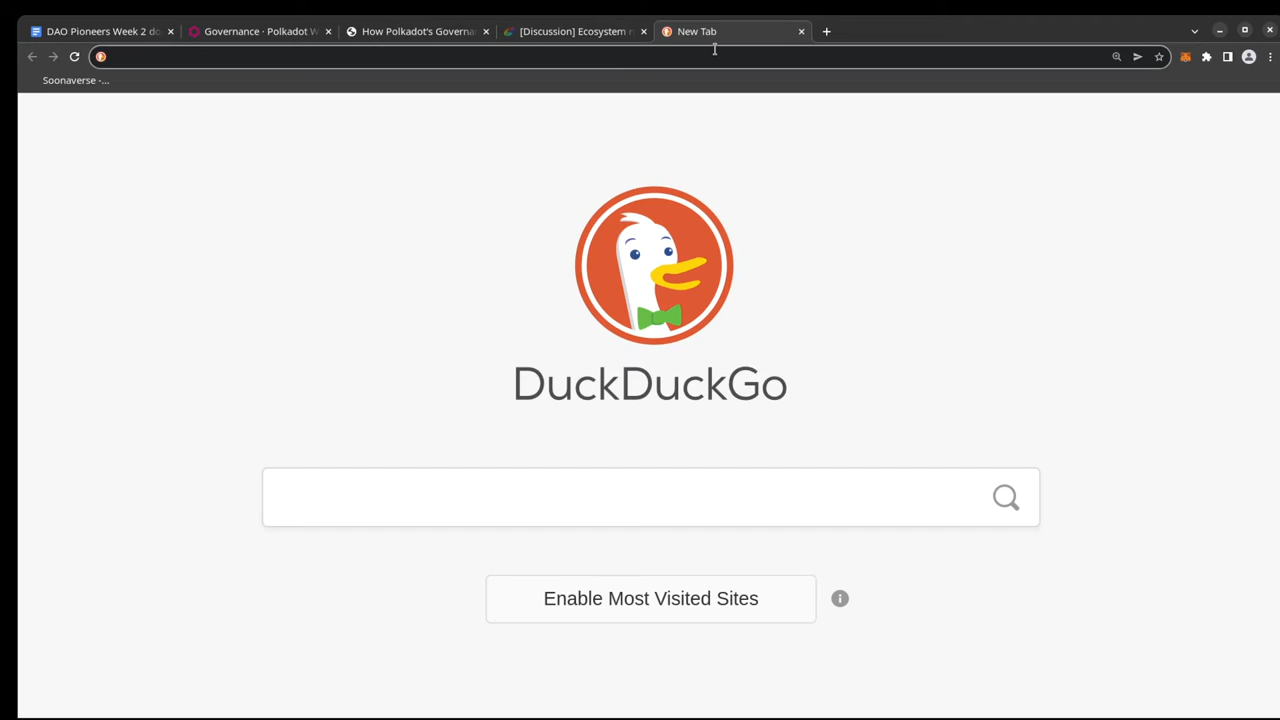 DAO Pioneers Week 2 do
Governance · Polkadot W
How Polkadot's Governa
[Discussion] Ecosystem r
New Tab
Soonaverse -...
DuckDuckGo
Enable Most Visited Sites